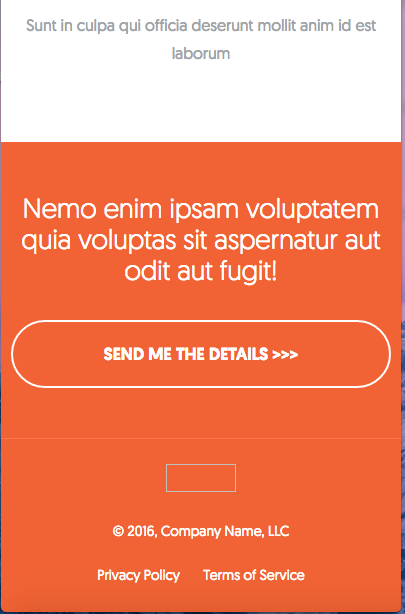 Sunt in culpa qui officia deserunt mollit anim id est
laborum
Nemo enim ipsam voluptatem
quia voluptas sit aspernatur aut
odit aut fugit!
SEND ME THE DETAILS >>>
© 2016, Company Name, LLC
Privacy Policy Terms of Service